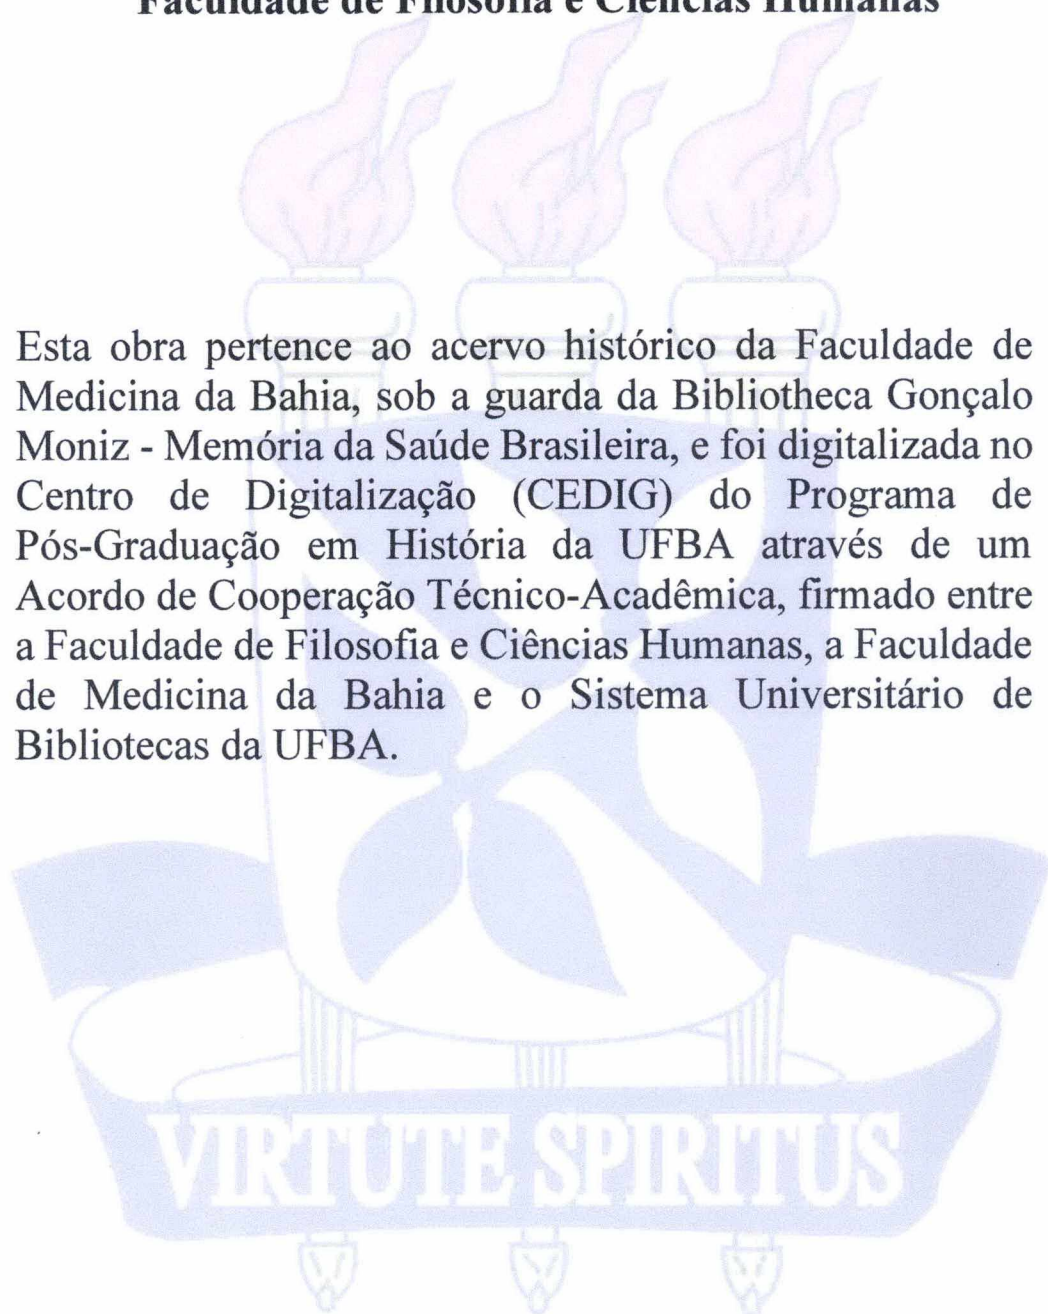 Faculdade de Filosofia e Ciências Humanas
Esta obra pertence ao acervo histórico da Faculdade de
Medicina da Bahia, sob a guarda da Bibliotheca Gonçalo
Moniz - Memória da Saúde Brasileira, e foi digitalizada no
Centro de Digitalização (CEDIG) do Programa de
Pós-Graduação em História da UFBA através de um
Acordo de Cooperação Técnico-Acadêmica, firmado entre
a Faculdade de Filosofia e Ciências Humanas, a Faculdade
de Medicina da Bahia e o Sistema Universitário de
Bibliotecas da UFBA.
VIRTUTE SPIRITUS